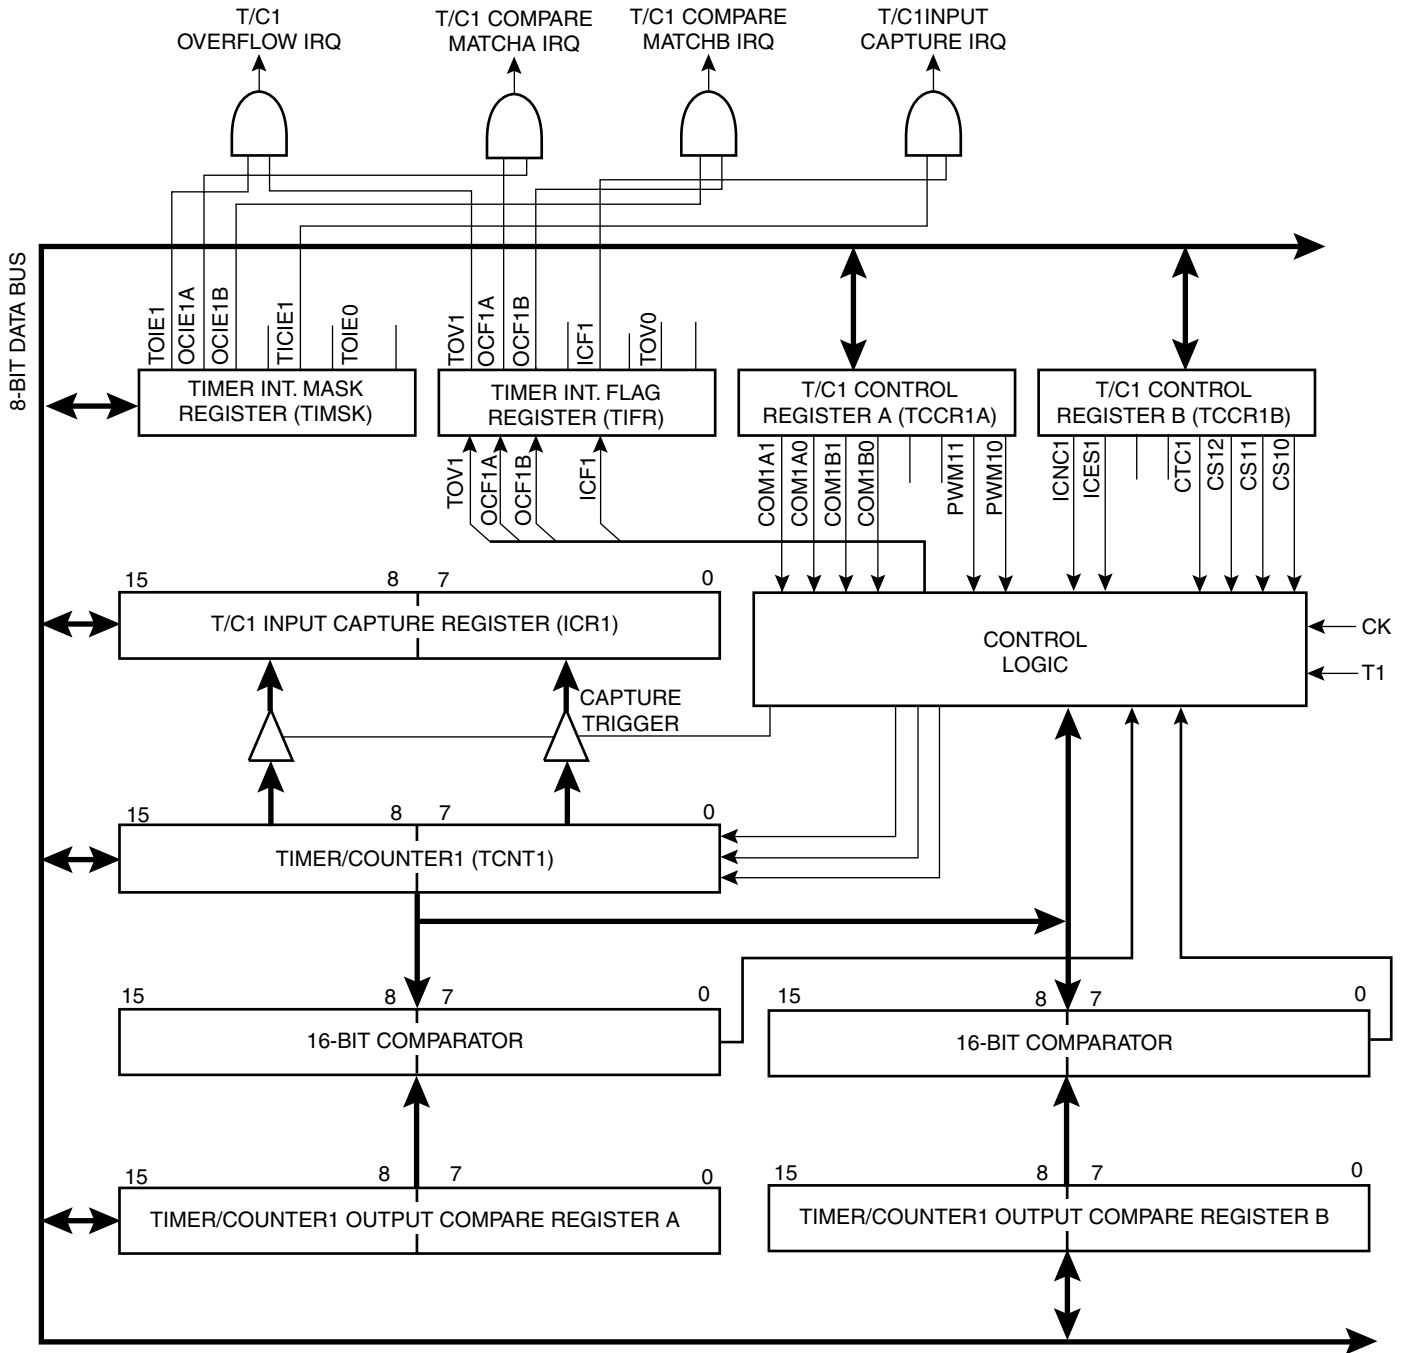 T/C1
OVERFLOW IRQ
T/C1 COMPARE
MATCHA IRQ
T/C1 COMPARE
MATCHB IRQ
T/C1INPUT
CAPTURE IRQ
8-BIT DATA BUS
TOIE1
OCIE1A
OCIE1B
TICIE1
TOIE0
TOV1
OCF1A
OCF1B
ICF1
TOV0
TIMER INT. MASK
REGISTER (TIMSK)
TIMER INT. FLAG
REGISTER (TIFR)
T/C1 CONTROL
REGISTER A (TCCR1A)
T/C1 CONTROL
REGISTER B (TCCR1B)
TOV1
OCF1A
OCF1B
ICF1
COM1A1
COM1A0
COM1B1
COM1B0
PWM11
PWM10
ICNC1
ICES1
CTC1
CS12
CS11
CS10
15 8 7 0
T/C1 INPUT CAPTURE REGISTER (ICR1)
CONTROL
LOGIC
CK
T1
CAPTURE
TRIGGER
15 8 7 0
TIMER/COUNTER1 (TCNT1)
15 8 7 0
16-BIT COMPARATOR
15 8 7 0
16-BIT COMPARATOR
15 8 7 0
TIMER/COUNTER1 OUTPUT COMPARE REGISTER A
15 8 7 0
TIMER/COUNTER1 OUTPUT COMPARE REGISTER B